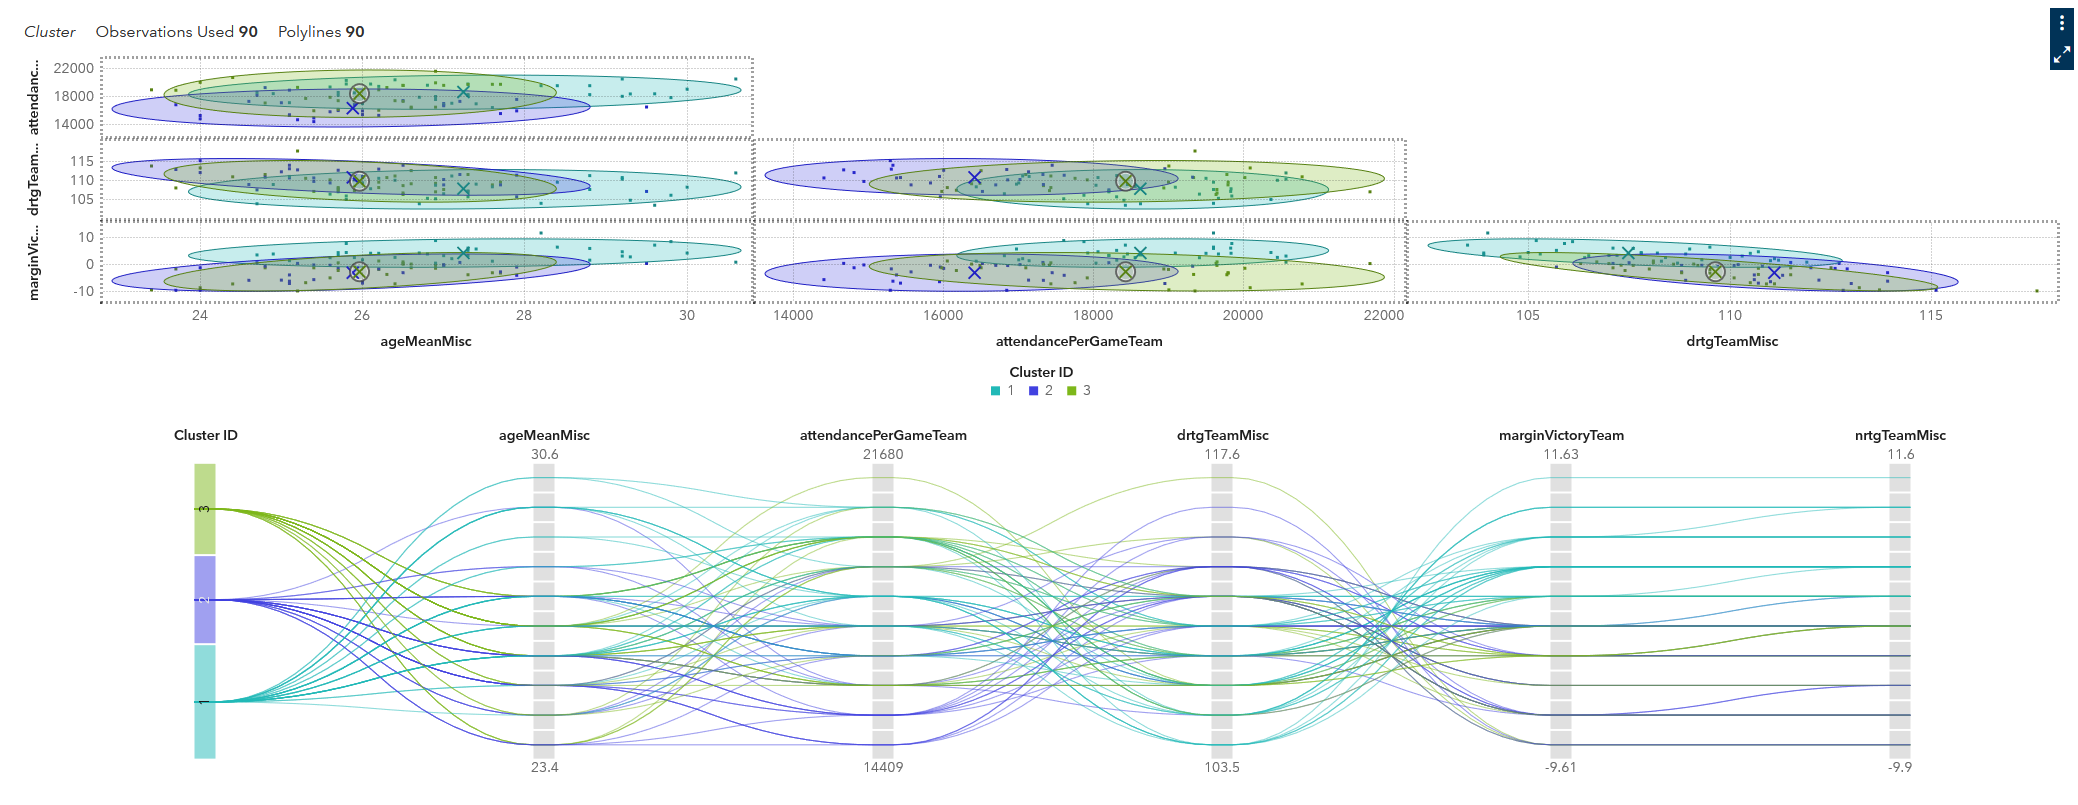 Cluster Observations Used 90 Polylines 90
attendanc...
22000
18000
14000
drtgTeam...
115
110
105
marginVic...
10
0
-10
24 26 28 30 14000 16000 18000 20000 22000 105 110 115
ageMeanMisc attendancePerGameTeam drtgTeamMisc
Cluster ID
1 2 3
Cluster ID ageMeanMisc attendancePerGameTeam drtgTeamMisc marginVictoryTeam nrtgTeamMisc
30.6 21680 117.6 11.63 11.6
3
2
1
23.4 14409 103.5 -9.61 -9.9